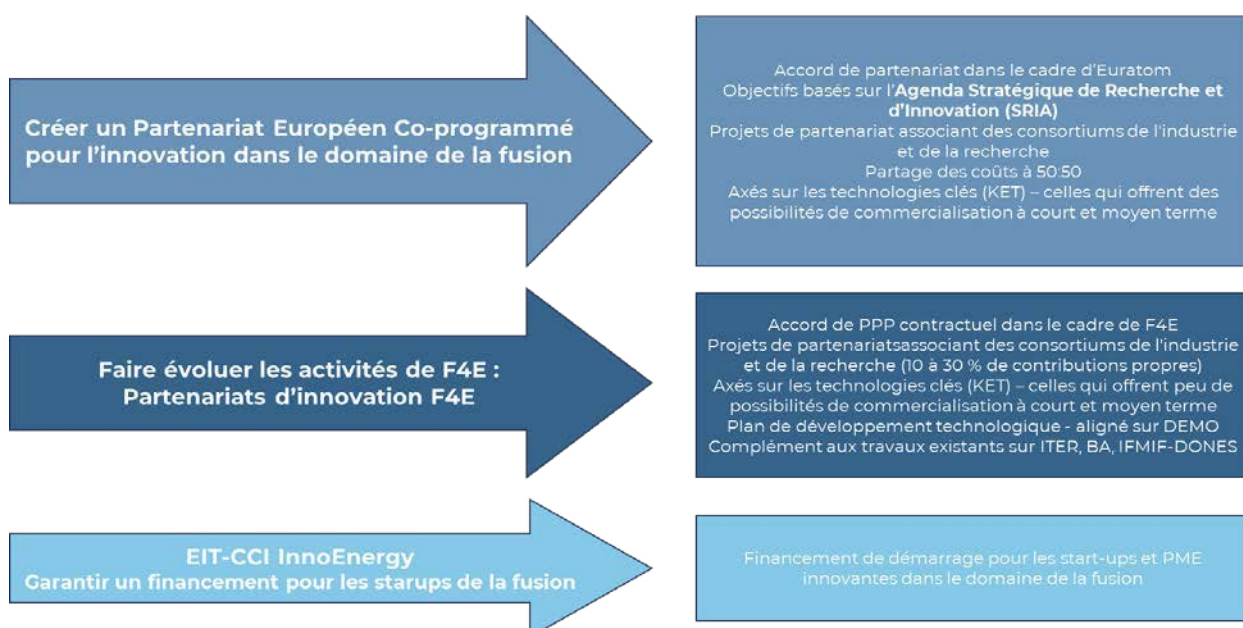 Créer un Partenariat Européen Co-programmé
pour l'innovation dans le domaine de la fusion
Accord de partenariat dans le cadre d'Euratom
Objectifs basés sur l'Agenda Stratégique de Recherche et
d'Innovation (SRIA)
Projets de partenariat associant des consortiums de l'industrie
et de la recherche
Partage des coûts à 50:50
Axés sur les technologies clés (KET) – celles qui offrent des
possibilités de commercialisation à court et moyen terme
Faire évoluer les activités de F4E :
Partenariats d'innovation F4E
Accord de PPP contractuel dans le cadre de F4E
Projets de partenariatsassociant des consortiums de l'industrie
et de la recherche (10 à 30 % de contributions propres)
Axés sur les technologies clés (KET) – celles qui offrent peu de
possibilités de commercialisation à court et moyen terme
Plan de développement technologique - aligné sur DEMO
Complément aux travaux existants sur ITER, BA, IFMIF-DONES
EIT-CCI InnoEnergy
Garantir un financement pour les startups de la fusion
Financement de démarrage pour les start-ups et PME
innovantes dans le domaine de la fusion